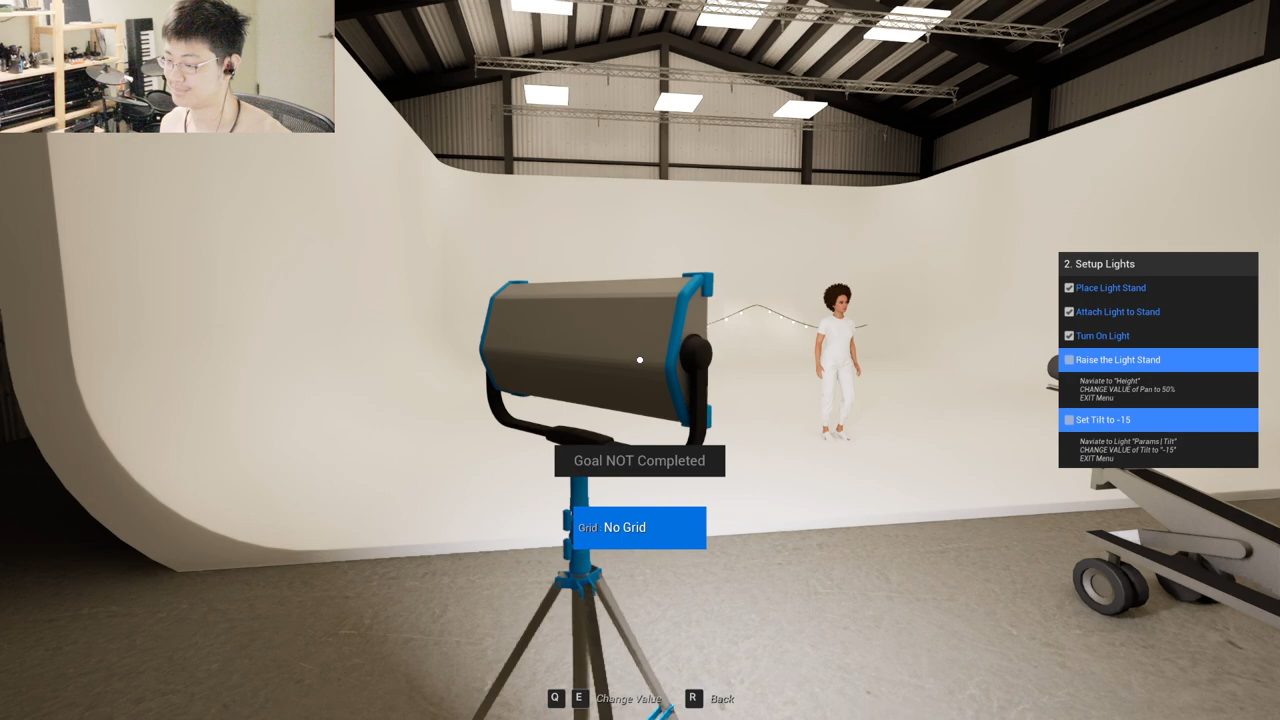 2. Setup Lights
Place Light Stand
Attach Light to Stand
Turn On Light
Raise the Light Stand
Naviate to "Height"
CHANGE VALUE of Pan to 50%
EXIT Menu
Set Tilt to -15
Naviate to Light "Params | Tilt"
CHANGE VALUE of Tilt to "-15"
EXIT Menu
Goal NOT Completed
Grid : No Grid
Q E Change Value R Back